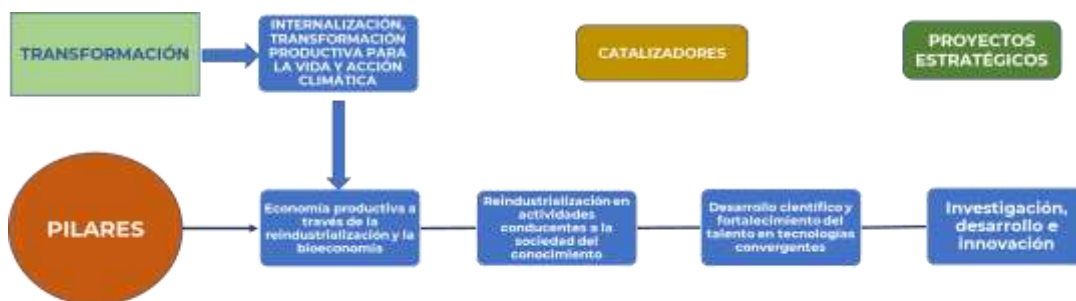 TRANSFORMACIÓN
INTERNALIZACIÓN,
TRANSFORMACIÓN
PRODUCTIVA PARA
LA VIDA Y ACCIÓN
CLIMÁTICA
CATALIZADORES
PROYECTOS
ESTRATÉGICOS
PILARES
Economía productiva a
través de la
reindustrialización y la
bioeconomía
Reindustrialización en
actividades
conducentes a la
sociedad del
conocimiento
Desarrollo científico y
fortalecimiento del
talento en tecnologías
convergentes
Investigación,
desarrollo e
innovación